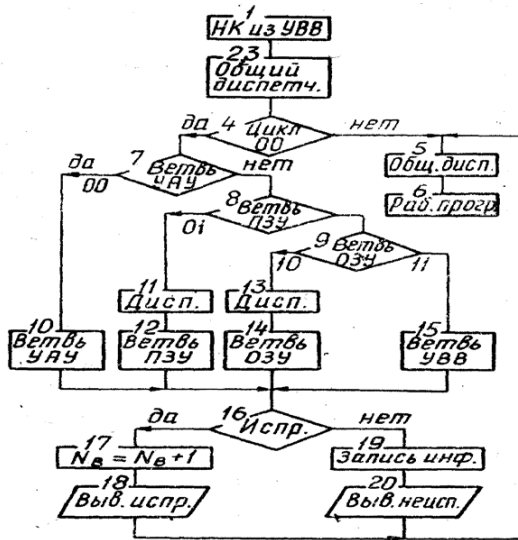 1
НК из УВВ
2,3
Общий
диспетч.
да 4 Цикл нет
00
5
Общ. дисп.
6
Раб. прогр.
да 7 Ветвь нет
00 УАУ
8 Ветвь
ПЗУ
01
9 Ветвь
ОЗУ
10 11
11
Дисп.
13
Дисп.
10
Ветвь
УАУ
12
Ветвь
ПЗУ
14
Ветвь
ОЗУ
15
Ветвь
УВВ
да 16 Испр. нет
17
Nв = Nв + 1
19
Запись инф.
18
Выв. испр.
20
Выв. неисп.